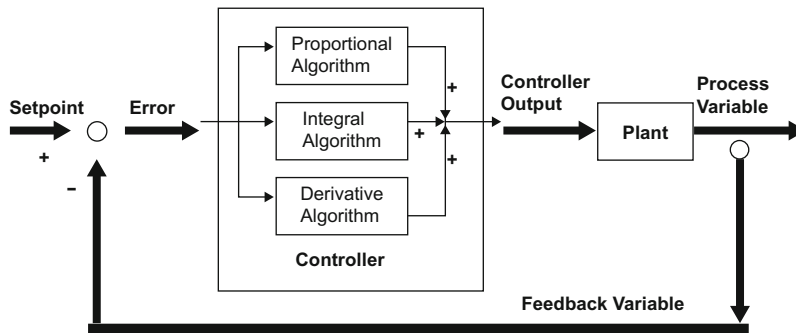 Proportional
Algorithm
Setpoint
Error
+
Controller
Output
Process
Variable
Integral
Algorithm
+
Plant
+
+
−
Derivative
Algorithm
Controller
Feedback Variable